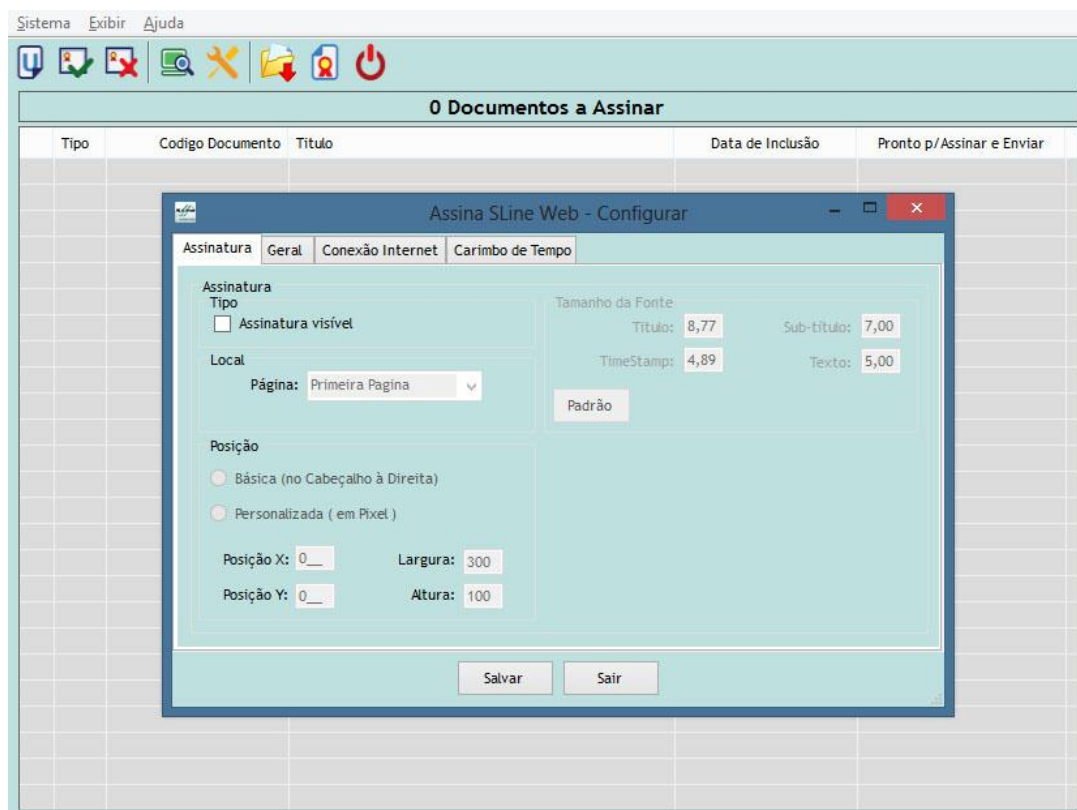 Sistema Exibir Ajuda
0 Documentos a Assinar
Tipo Codigo Documento Titulo Data de Inclusão Pronto p/Assinar e Enviar
Assina SLine Web - Configurar
Assinatura Geral Conexão Internet Carimbo de Tempo
Assinatura
Tipo
Assinatura visível
Local
Página: Primeira Pagina
Tamanho da Fonte
Titulo: 8,77 Sub-título: 7,00
TimeStamp: 4,89 Texto: 5,00
Padrão
Posição
Básica (no Cabeçalho à Direita)
Personalizada ( em Pixel )
Posição X: 0__ Largura: 300
Posição Y: 0__ Altura: 100
Salvar Sair